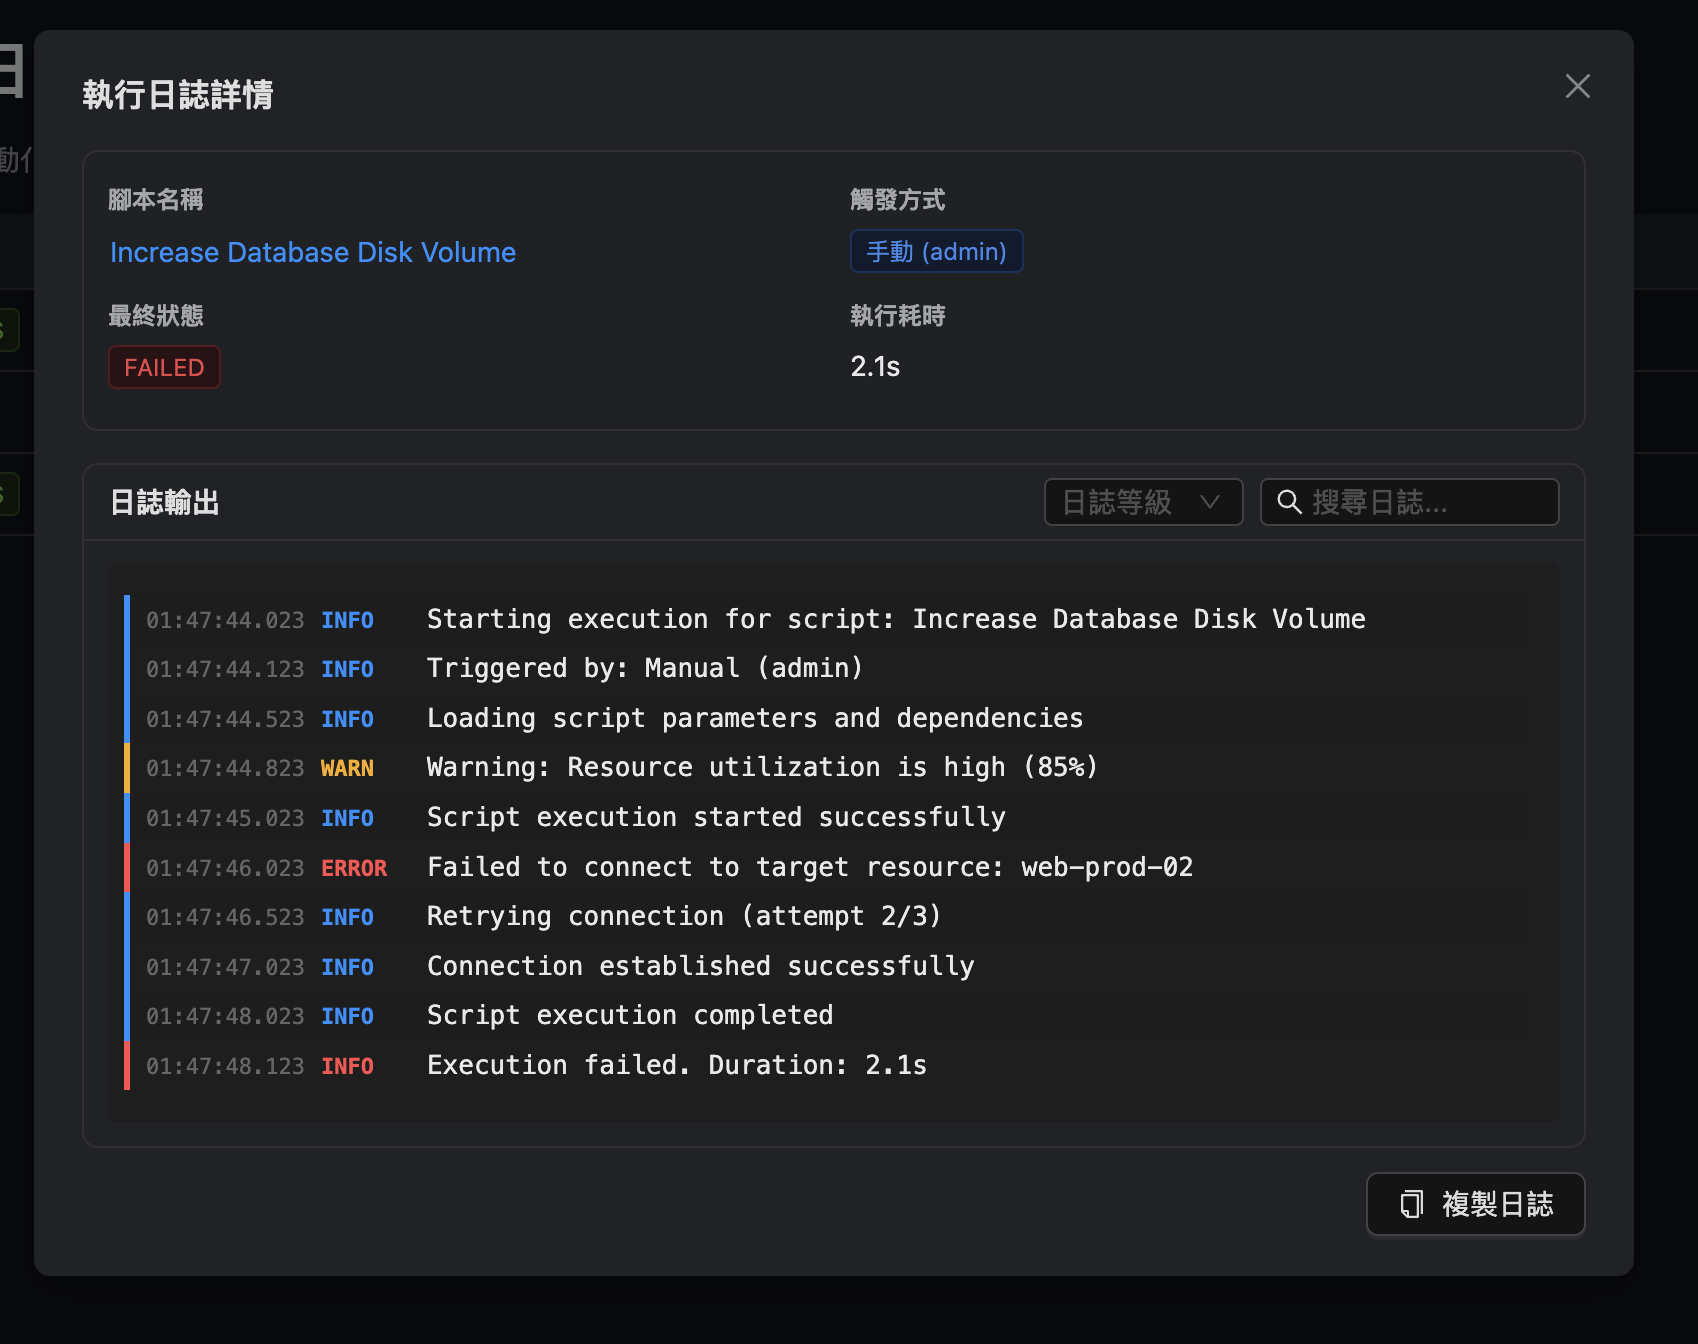 執行日誌詳情
腳本名稱
觸發方式
Increase Database Disk Volume
手動 (admin)
最終狀態
執行耗時
FAILED
2.1s
日誌輸出
日誌等級
搜尋日誌...
01:47:44.023 INFO Starting execution for script: Increase Database Disk Volume
01:47:44.123 INFO Triggered by: Manual (admin)
01:47:44.523 INFO Loading script parameters and dependencies
01:47:44.823 WARN Warning: Resource utilization is high (85%)
01:47:45.023 INFO Script execution started successfully
01:47:46.023 ERROR Failed to connect to target resource: web-prod-02
01:47:46.523 INFO Retrying connection (attempt 2/3)
01:47:47.023 INFO Connection established successfully
01:47:48.023 INFO Script execution completed
01:47:48.123 INFO Execution failed. Duration: 2.1s
複製日誌